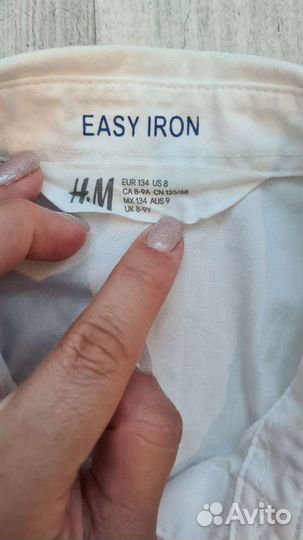 EASY IRON
H&M
EUR 134 US 8
CA 8-9A CN 135/68
MX 134 AUS 9
UK 8-9Y
Avito